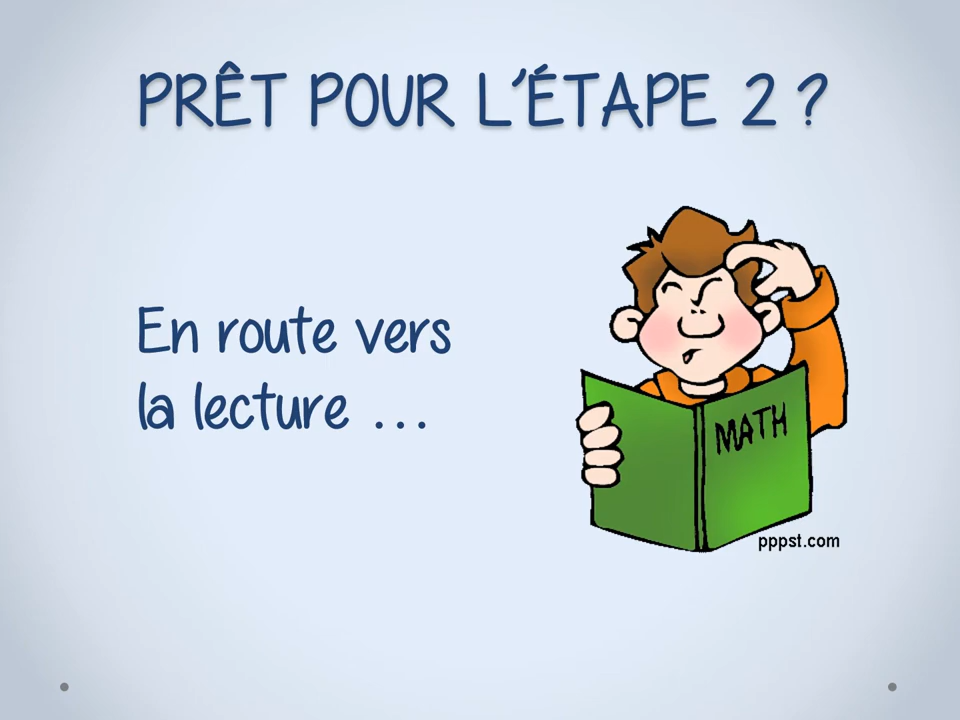 PRÊT POUR L'ÉTAPE 2 ?
En route vers
la lecture ...
MATH
pppst.com